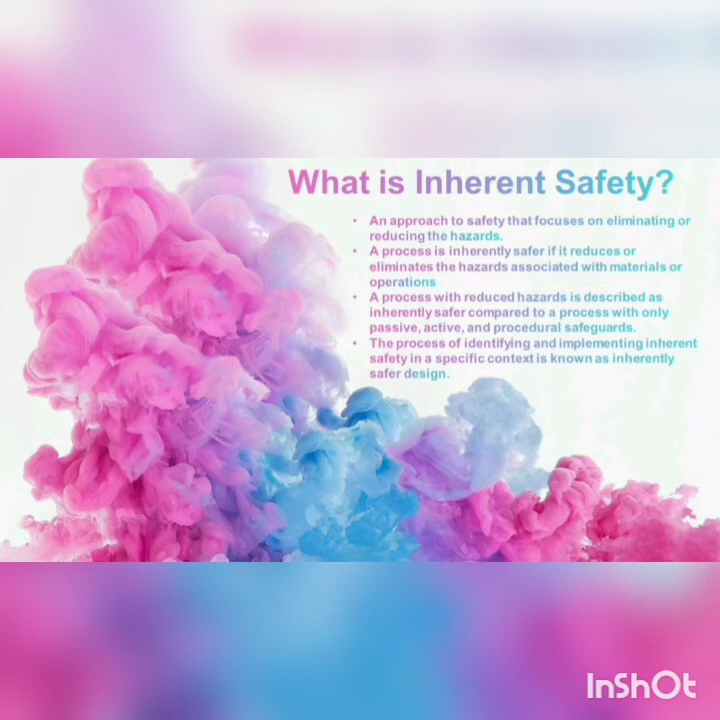 What is Inherent Safety?
• An approach to safety that focuses on eliminating or
reducing the hazards.
• A process is inherently safer if it reduces or
eliminates the hazards associated with materials or
operations
• A process with reduced hazards is described as
inherently safer compared to a process with only
passive, active, and procedural safeguards.
• The process of identifying and implementing inherent
safety in a specific context is known as inherently
safer design.
InShOt